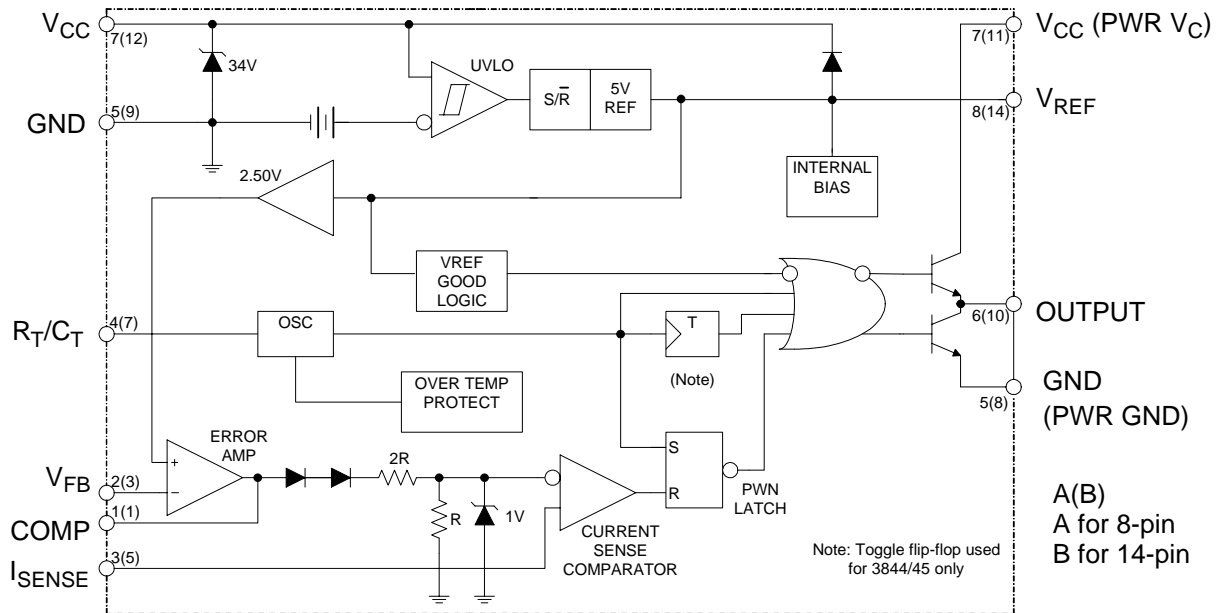 VCC
7(12)
34V
UVLO
S/R̅
5V
REF
7(11)
VCC (PWR VC)
GND
5(9)
8(14)
VREF
2.50V
INTERNAL
BIAS
VREF
GOOD
LOGIC
RT/CT
4(7)
OSC
T
(Note)
6(10)
OUTPUT
OVER TEMP
PROTECT
5(8)
GND
(PWR GND)
ERROR
AMP
+
−
VFB
2(3)
COMP
1(1)
ISENSE
3(5)
2R
R
1V
CURRENT
SENSE
COMPARATOR
S
R
PWN
LATCH
Note: Toggle flip-flop used
for 3844/45 only
A(B)
A for 8-pin
B for 14-pin